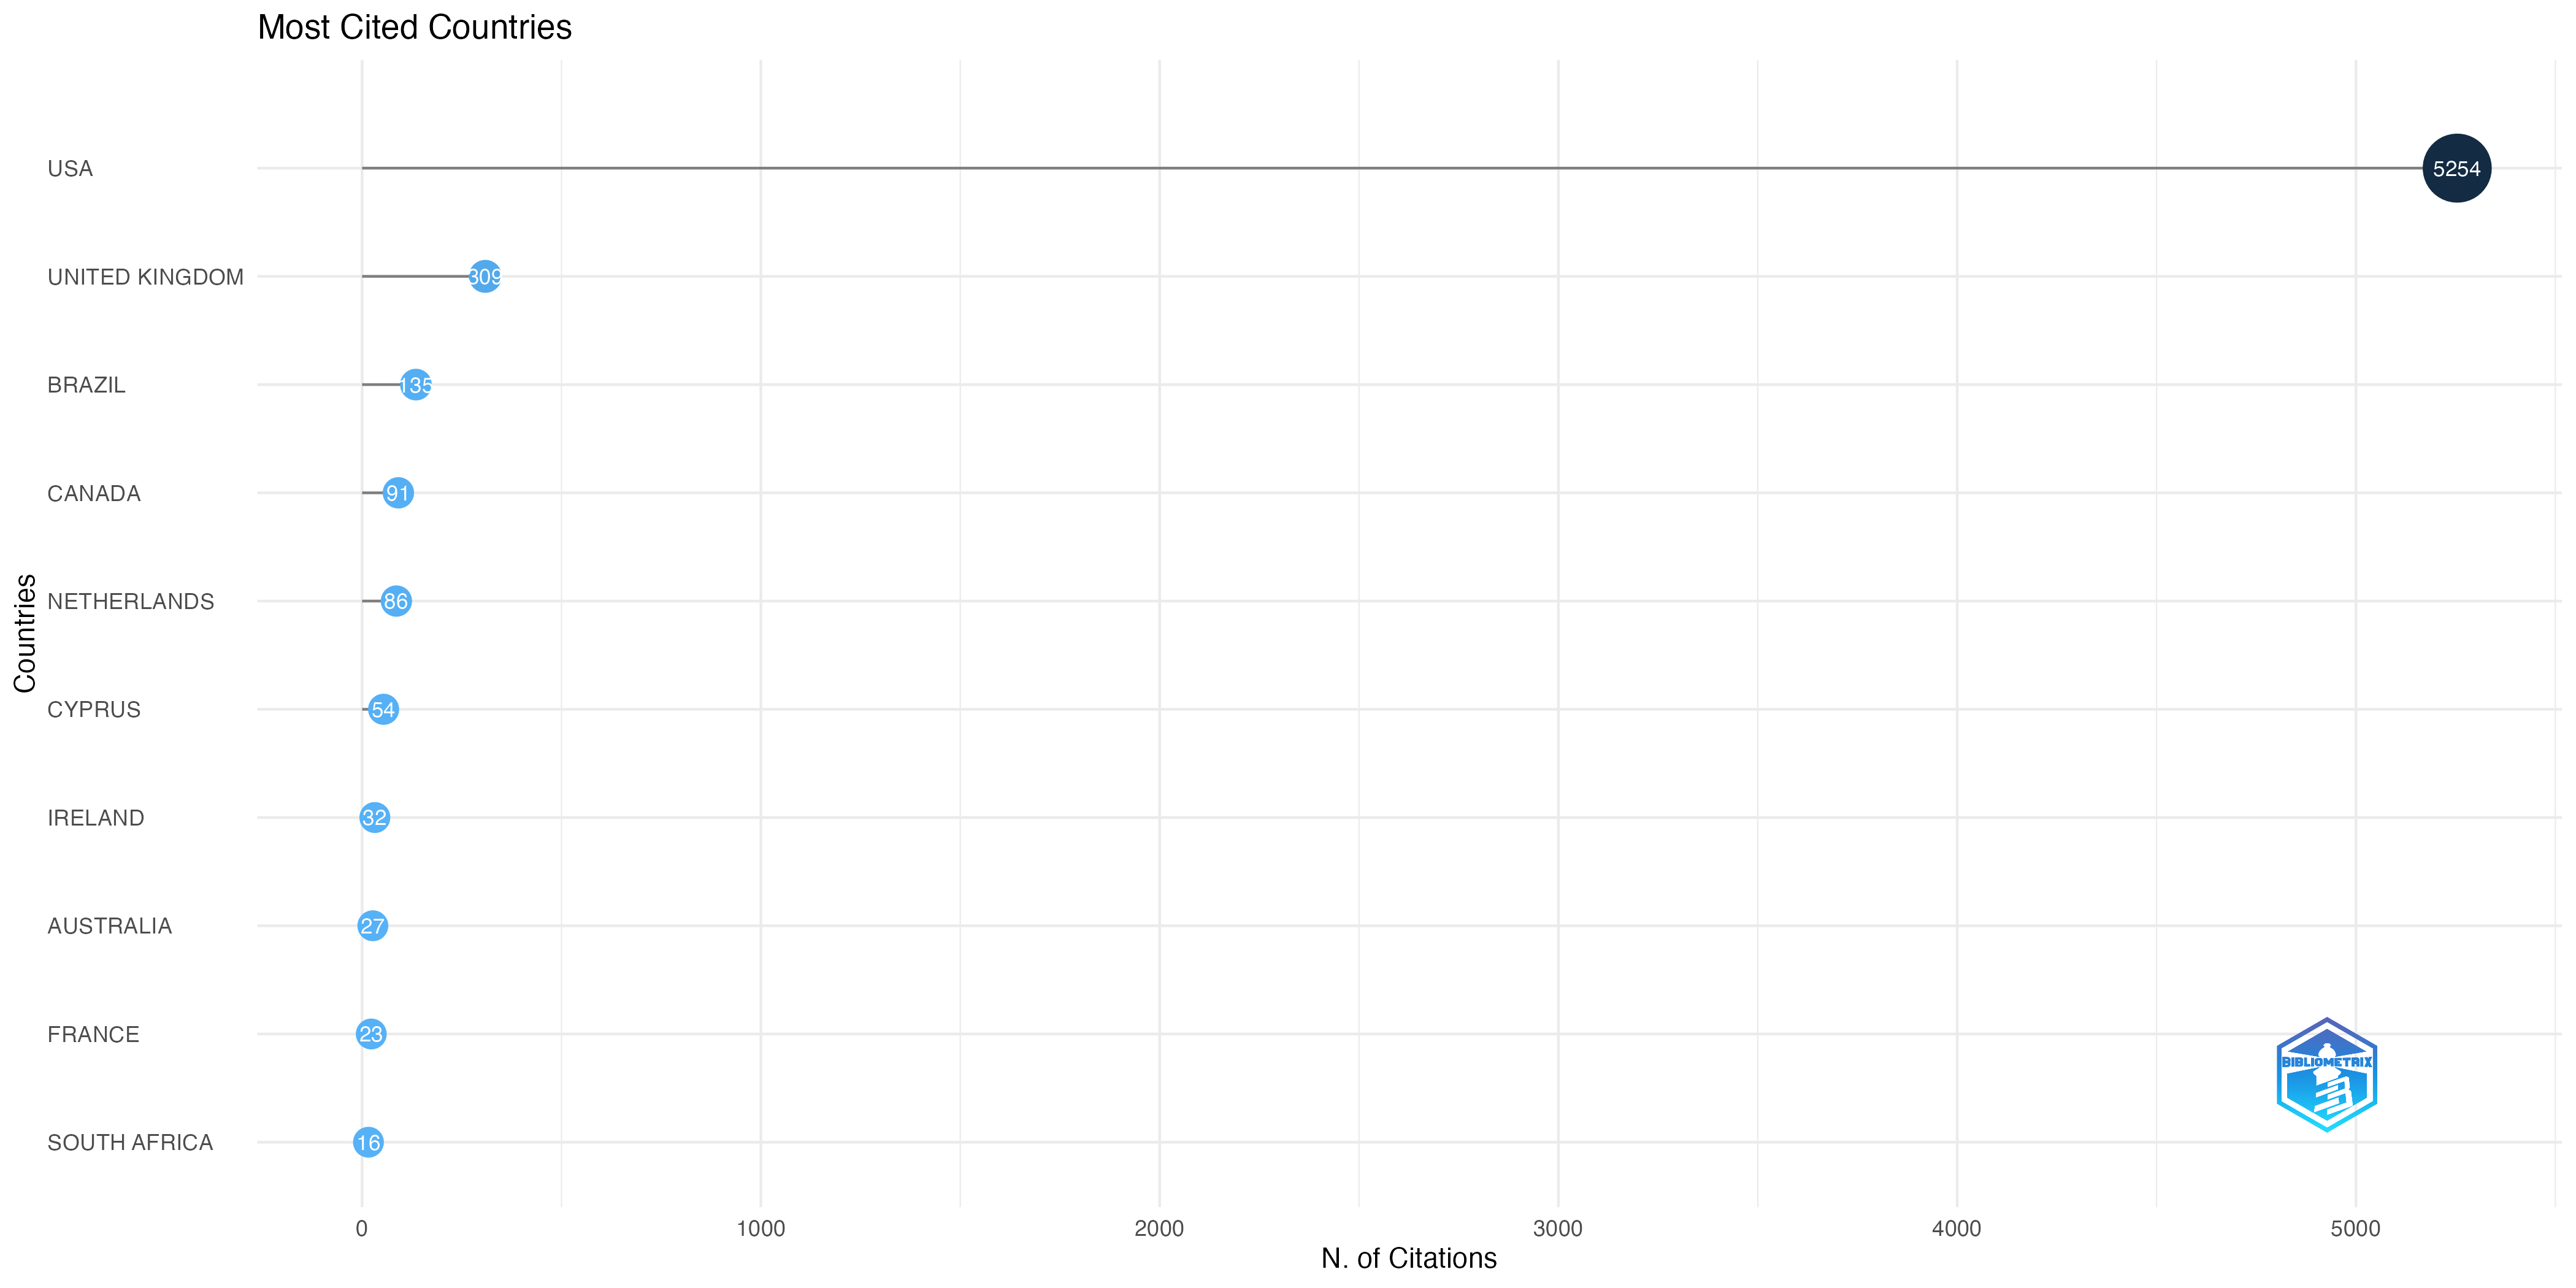 Most Cited Countries
USA
5254
UNITED KINGDOM
309
BRAZIL
135
CANADA
91
NETHERLANDS
86
Countries
CYPRUS
54
IRELAND
32
AUSTRALIA
27
FRANCE
23
BIBLIOMETRIX
SOUTH AFRICA
16
0 1000 2000 3000 4000 5000
N. of Citations